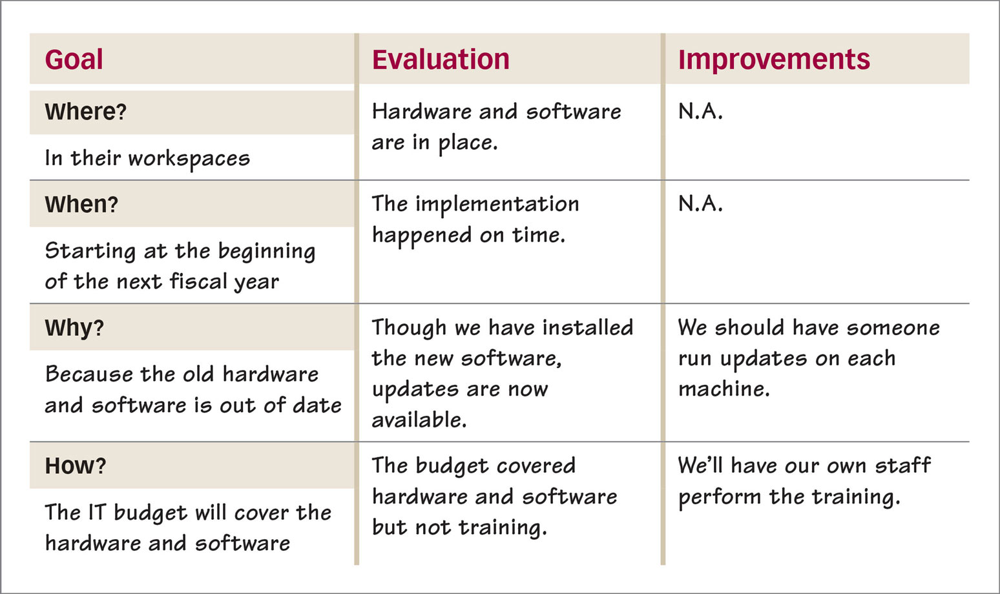 Goal
Evaluation
Improvements
Where?
In their workspaces
Hardware and software
are in place.
N.A.
When?
Starting at the beginning
of the next fiscal year
The implementation
happened on time.
N.A.
Why?
Because the old hardware
and software is out of date
Though we have installed
the new software,
updates are now
available.
We should have someone
run updates on each
machine.
How?
The IT budget will cover the
hardware and software
The budget covered
hardware and software
but not training.
We’ll have our own staff
perform the training.